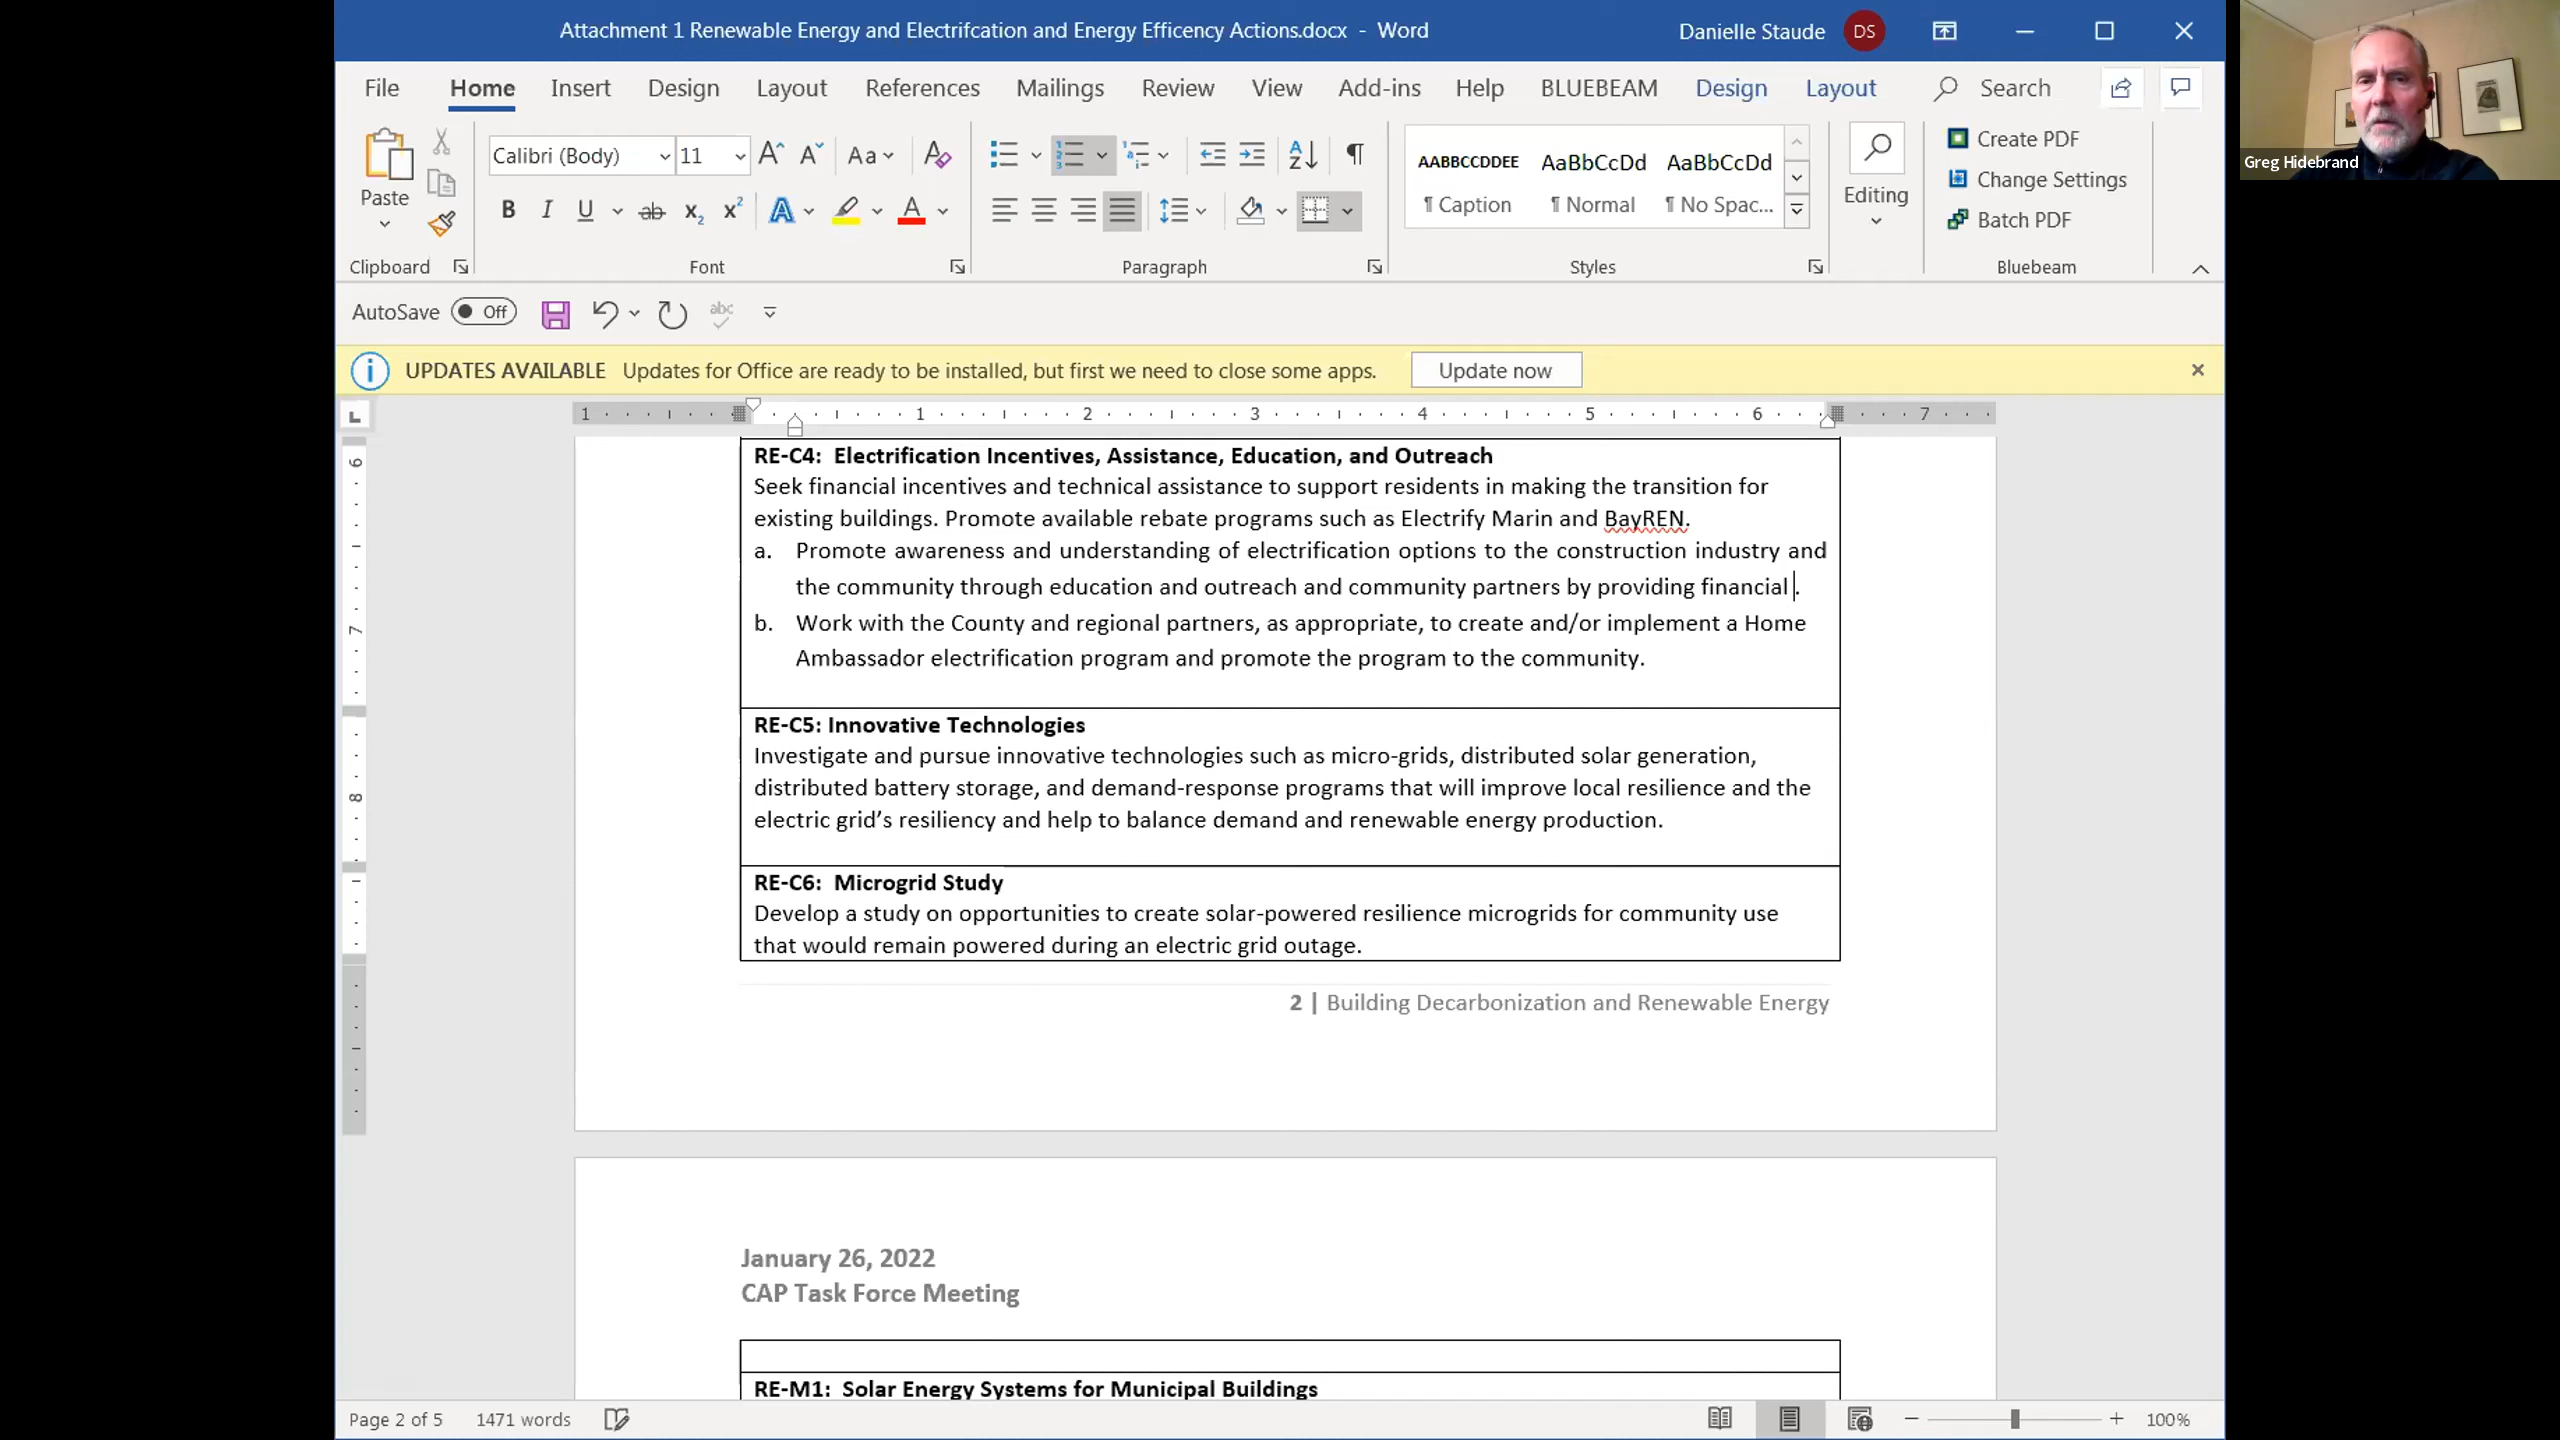 Attachment 1 Renewable Energy and Electrifcation and Energy Efficency Actions.docx - Word
Danielle Staude
DS
File Home Insert Design Layout References Mailings Review View Add-ins Help BLUEBEAM Design Layout Search
Paste
Calibri (Body)
11
Aa
AABBCCDDEE
AaBbCcDd
AaBbCcDd
¶ Caption
¶ Normal
¶ No Spac...
Editing
Create PDF
Change Settings
Batch PDF
Clipboard
Font
Paragraph
Styles
Bluebeam
AutoSave Off
abc
UPDATES AVAILABLE Updates for Office are ready to be installed, but first we need to close some apps. Update now
1 1 2 3 4 5 6 7
6
7
8
RE-C4: Electrification Incentives, Assistance, Education, and Outreach
Seek financial incentives and technical assistance to support residents in making the transition for
existing buildings. Promote available rebate programs such as Electrify Marin and BayREN.
a. Promote awareness and understanding of electrification options to the construction industry and
the community through education and outreach and community partners by providing financial .
b. Work with the County and regional partners, as appropriate, to create and/or implement a Home
Ambassador electrification program and promote the program to the community.
RE-C5: Innovative Technologies
Investigate and pursue innovative technologies such as micro-grids, distributed solar generation,
distributed battery storage, and demand-response programs that will improve local resilience and the
electric grid’s resiliency and help to balance demand and renewable energy production.
RE-C6: Microgrid Study
Develop a study on opportunities to create solar-powered resilience microgrids for community use
that would remain powered during an electric grid outage.
2 | Building Decarbonization and Renewable Energy
January 26, 2022
CAP Task Force Meeting
RE-M1: Solar Energy Systems for Municipal Buildings
Page 2 of 5 1471 words
100%
Greg Hidebrand